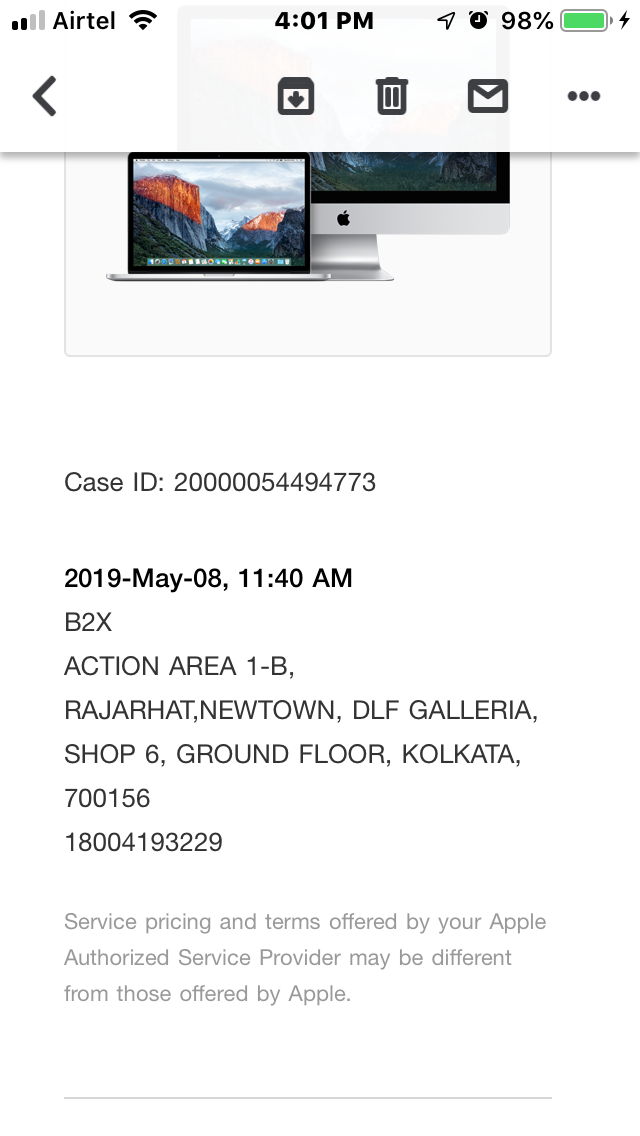 Airtel 4:01 PM 98%
Case ID: 20000054494773
2019-May-08, 11:40 AM
B2X
ACTION AREA 1-B,
RAJARHAT,NEWTOWN, DLF GALLERIA,
SHOP 6, GROUND FLOOR, KOLKATA,
700156
18004193229
Service pricing and terms offered by your Apple
Authorized Service Provider may be different
from those offered by Apple.